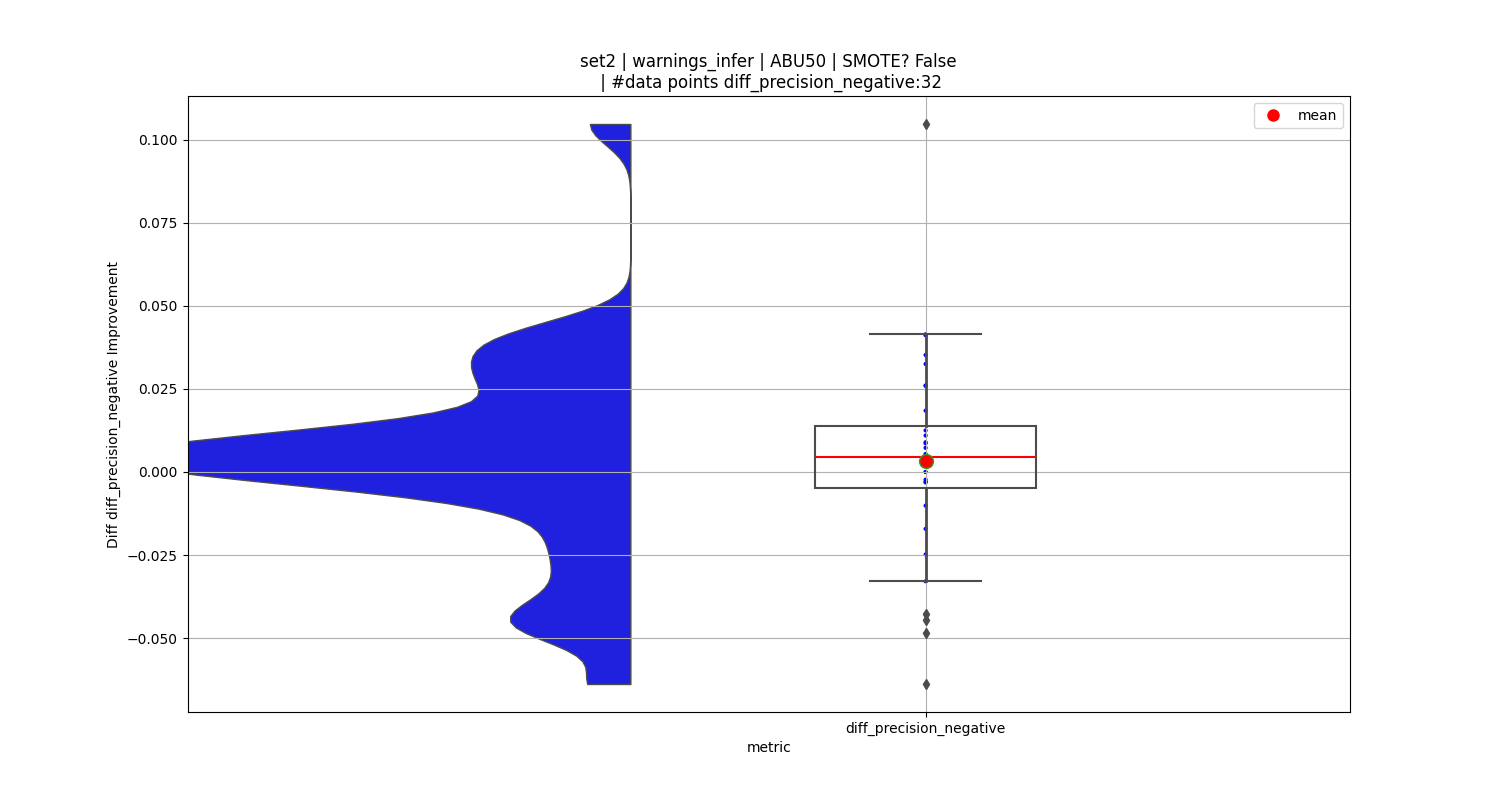 set2 | warnings_infer | ABU50 | SMOTE? False
| #data points diff_precision_negative:32
mean
0.100
0.075
0.050
0.025
0.000
−0.025
−0.050
Diff diff_precision_negative Improvement
diff_precision_negative
metric